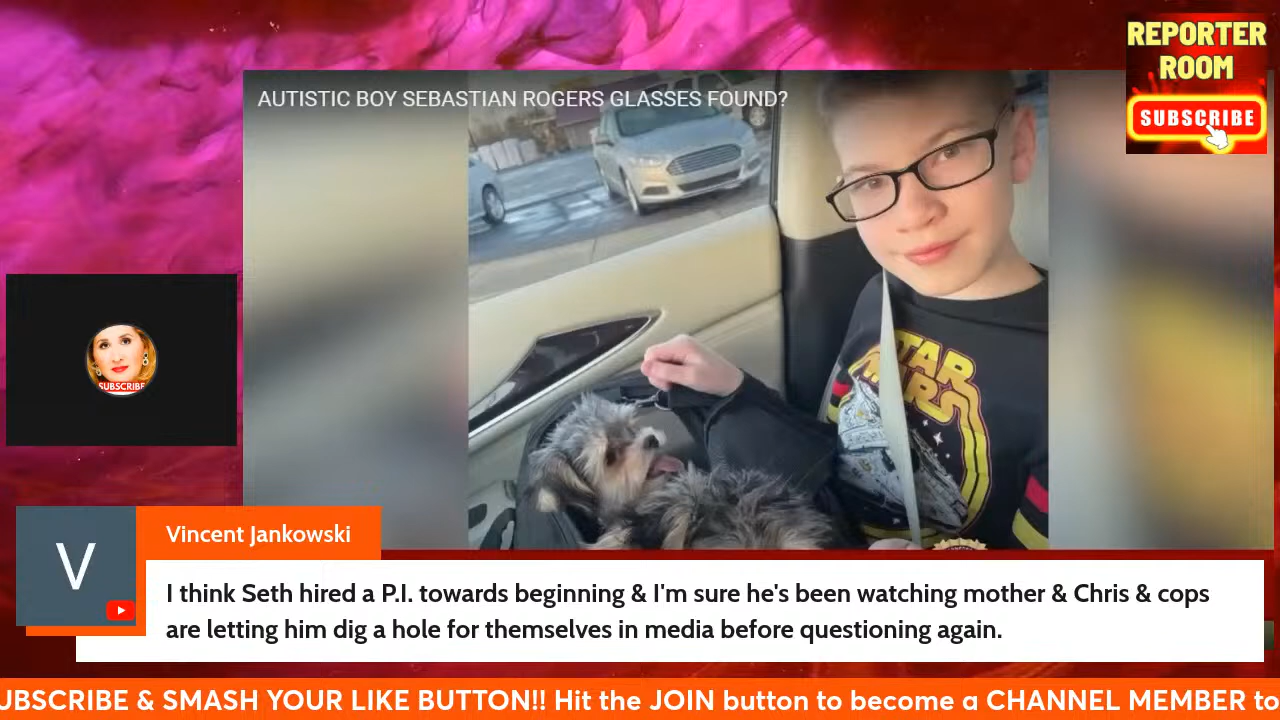 REPORTER
ROOM
SUBSCRIBE
AUTISTIC BOY SEBASTIAN ROGERS GLASSES FOUND?
STAR
WARS
SUBSCRIBE
V
Vincent Jankowski
I think Seth hired a P.I. towards beginning & I'm sure he's been watching mother & Chris & cops
are letting him dig a hole for themselves in media before questioning again.
UBSCRIBE & SMASH YOUR LIKE BUTTON!! Hit the JOIN button to become a CHANNEL MEMBER to